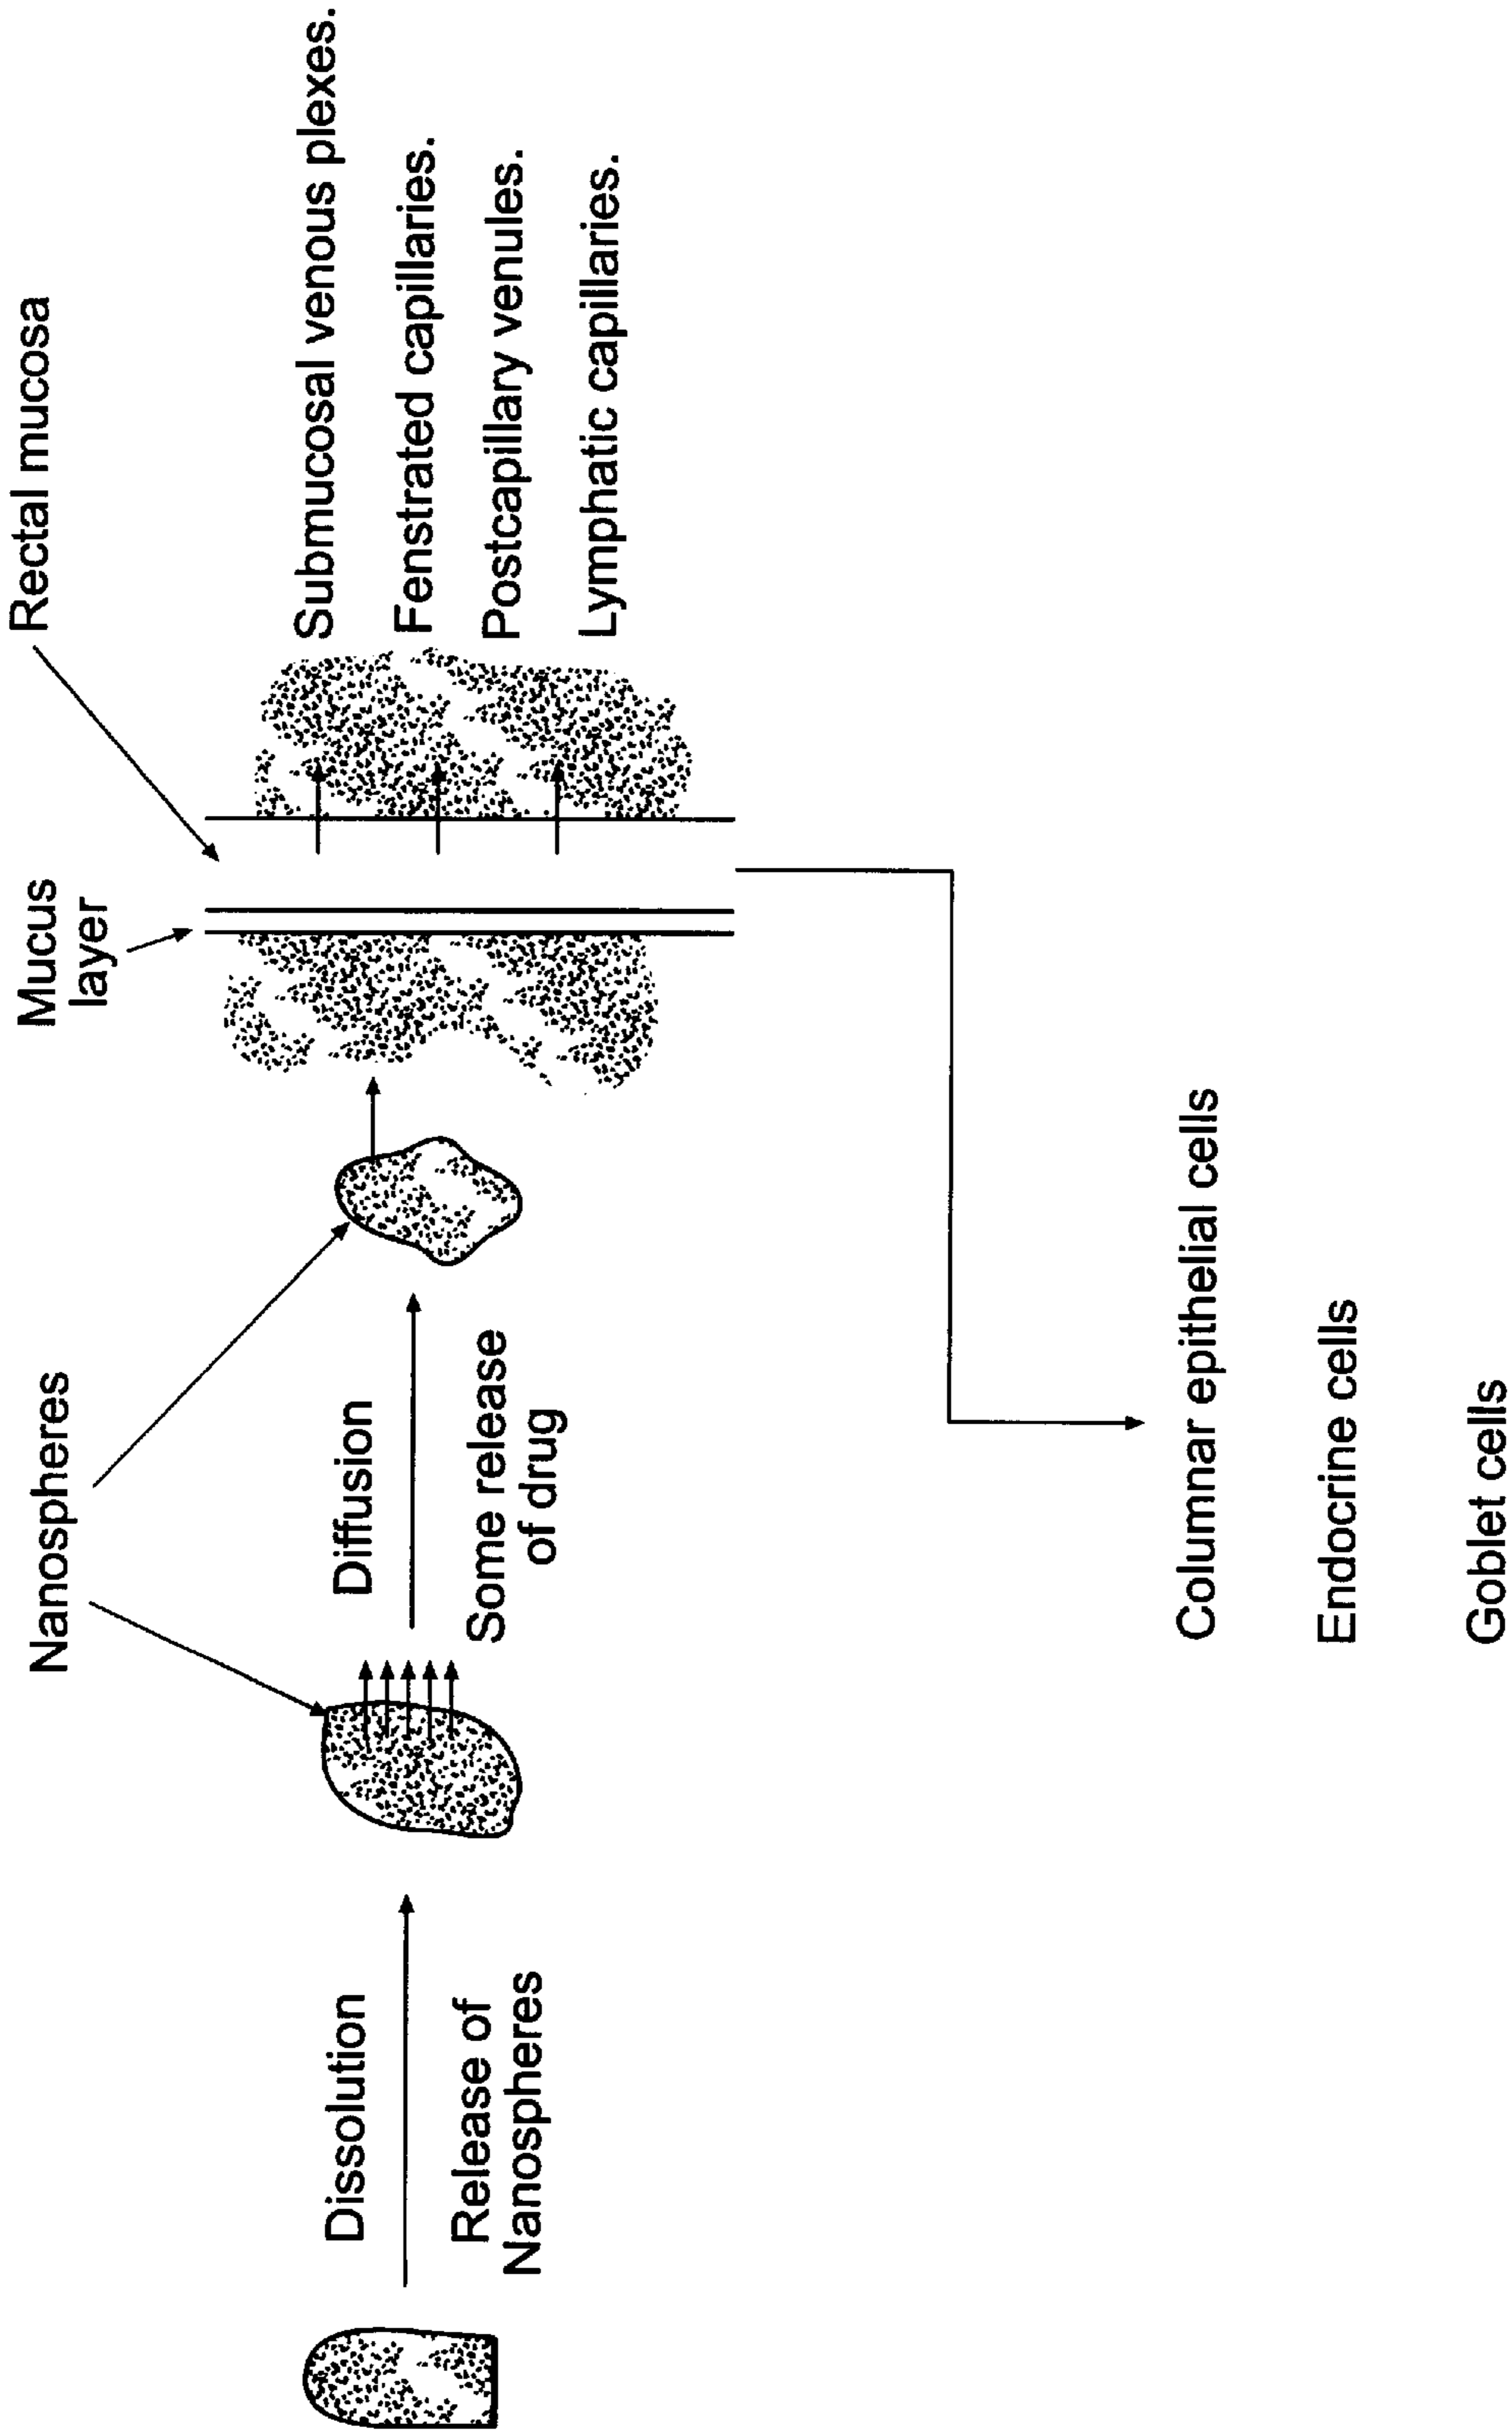 Rectal mucosa
Mucus
layer
Nanospheres
Submucosal venous plexes.
Fenstrated capillaries.
Postcapillary venules.
Lymphatic capillaries.
Dissolution
Release of
Nanospheres
Diffusion
Some release
of drug
Columnar epithelial cells
Endocrine cells
Goblet cells